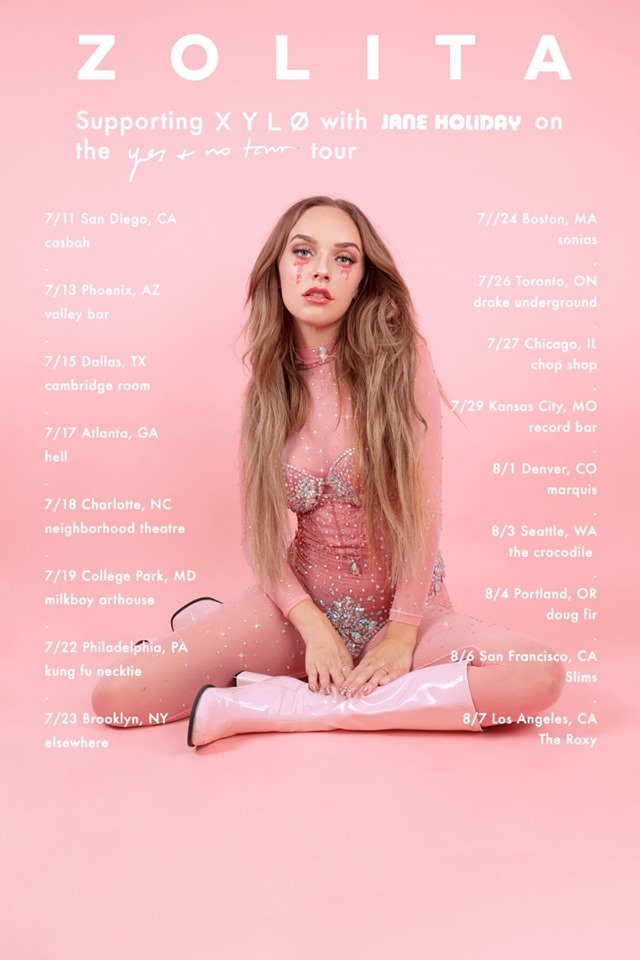 ZOLITA
Supporting XYLØ with JANE HOLIDAY on
the yes + no tour tour
7/11 San Diego, CA
casbah
.
7/13 Phoenix, AZ
valley bar
.
7/15 Dallas, TX
cambridge room
.
7/17 Atlanta, GA
hell
.
7/18 Charlotte, NC
neighborhood theatre
.
7/19 College Park, MD
milkboy arthouse
.
7/22 Philadelphia, PA
kung fu necktie
.
7/23 Brooklyn, NY
elsewhere
7//24 Boston, MA
sonias
.
7/26 Toronto, ON
drake underground
.
7/27 Chicago, IL
chop shop
.
7/29 Kansas City, MO
record bar
.
8/1 Denver, CO
marquis
.
8/3 Seattle, WA
the crocodile
.
8/4 Portland, OR
doug fir
.
8/6 San Francisco, CA
Slims
.
8/7 Los Angeles, CA
The Roxy